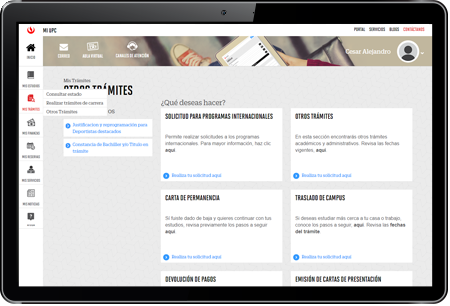 MI UPC
PORTAL SERVICIOS BLOGS CONTÁCTANOS
CORREO AULA VIRTUAL CANALES DE ATENCIÓN
Cesar Alejandro
INICIO
MIS ESTUDIOS
MIS TRÁMITES
MIS FINANZAS
MIS RESERVAS
MIS SERVICIOS
MIS NOTICIAS
Mis Trámites
OTROS TRÁMITES
Consultar estado
Realizar trámites de carrera
Otros Trámites
Justificacion y reprogramación para
Deportistas destacados
Constancia de Bachiller y/o Título en
trámite
¿Qué deseas hacer?
SOLICITUD PARA PROGRAMAS INTERNACIONALES
Permite realizar solicitudes a los programas
internacionales. Para mayor información, haz clic
aquí
Realiza tu solicitud aquí
OTROS TRÁMITES
En esta sección encontrarás otros trámites
académicos y administrativos. Revisa las fechas
vigentes, aquí
Realiza tu solicitud aquí
CARTA DE PERMANENCIA
Si fuiste dado de baja y quieres continuar con tus
estudios, revisa previamente los pasos a seguir
aquí
Realiza tu solicitud aquí
TRASLADO DE CAMPUS
Si deseas estudiar más cerca a tu casa o trabajo,
conoce los pasos a seguir, aquí. Revisa las fechas
del trámite
Realiza tu solicitud aquí
DEVOLUCIÓN DE PAGOS
EMISIÓN DE CARTAS DE PRESENTACIÓN